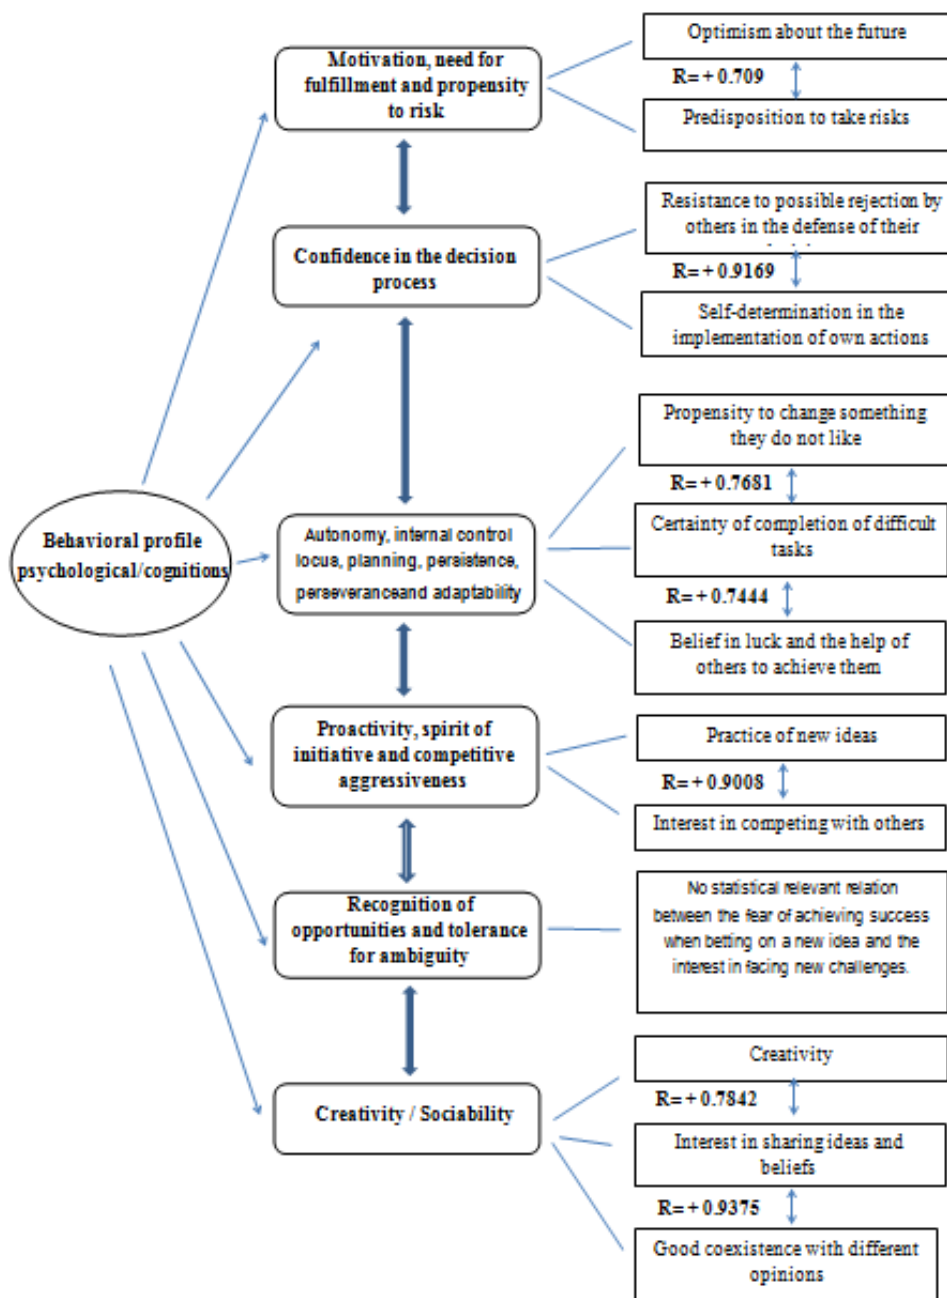 Optimism about the future
Motivation, need for
fulfillment and propensity
to risk
R= + 0.709
Predisposition to take risks
Resistance to possible rejection by
others in the defense of their
Confidence in the decision
process
R= + 0.9169
Self-determination in the
implementation of own actions
Propensity to change something
they do not like
R= + 0.7681
Behavioral profile
psychological/cognitions
Autonomy, internal control
locus, planning, persistence,
perseveranceand adaptability
Certainty of completion of difficult
tasks
R= + 0.7444
Belief in luck and the help of
others to achieve them
Proactivity, spirit of
initiative and competitive
aggressiveness
Practice of new ideas
R= + 0.9008
Interest in competing with others
Recognition of
opportunities and tolerance
for ambiguity
No statistical relevant relation
between the fear of achieving success
when betting on a new idea and the
interest in facing new challenges.
Creativity
R= + 0.7842
Creativity / Sociability
Interest in sharing ideas and
beliefs
R= + 0.9375
Good coexistence with different
opinions